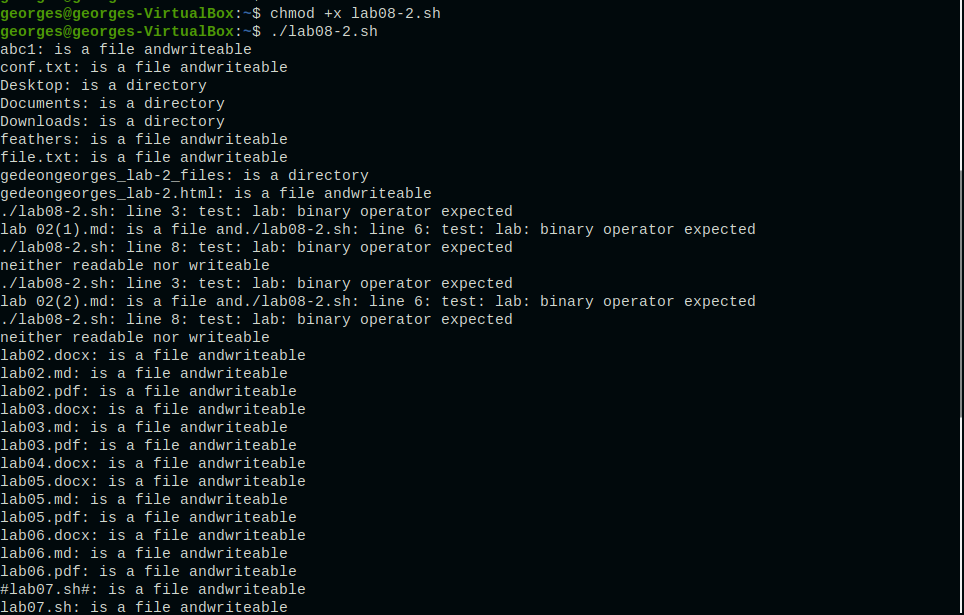 georges@georges-VirtualBox:~$ chmod +x lab08-2.sh
georges@georges-VirtualBox:~$ ./lab08-2.sh
abc1: is a file andwriteable
conf.txt: is a file andwriteable
Desktop: is a directory
Documents: is a directory
Downloads: is a directory
feathers: is a file andwriteable
file.txt: is a file andwriteable
gedeongeorges_lab-2_files: is a directory
gedeongeorges_lab-2.html: is a file andwriteable
./lab08-2.sh: line 3: test: lab: binary operator expected
lab 02(1).md: is a file and./lab08-2.sh: line 6: test: lab: binary operator expected
./lab08-2.sh: line 8: test: lab: binary operator expected
neither readable nor writeable
./lab08-2.sh: line 3: test: lab: binary operator expected
lab 02(2).md: is a file and./lab08-2.sh: line 6: test: lab: binary operator expected
./lab08-2.sh: line 8: test: lab: binary operator expected
neither readable nor writeable
lab02.docx: is a file andwriteable
lab02.md: is a file andwriteable
lab02.pdf: is a file andwriteable
lab03.docx: is a file andwriteable
lab03.md: is a file andwriteable
lab03.pdf: is a file andwriteable
lab04.docx: is a file andwriteable
lab05.docx: is a file andwriteable
lab05.md: is a file andwriteable
lab05.pdf: is a file andwriteable
lab06.docx: is a file andwriteable
lab06.md: is a file andwriteable
lab06.pdf: is a file andwriteable
#lab07.sh#: is a file andwriteable
lab07.sh: is a file andwriteable